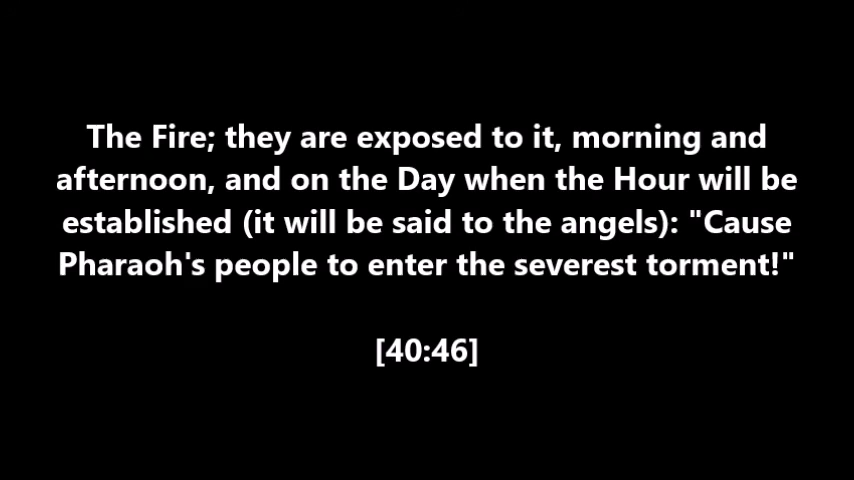 The Fire; they are exposed to it, morning and
afternoon, and on the Day when the Hour will be
established (it will be said to the angels): "Cause
Pharaoh's people to enter the severest torment!"
[40:46]